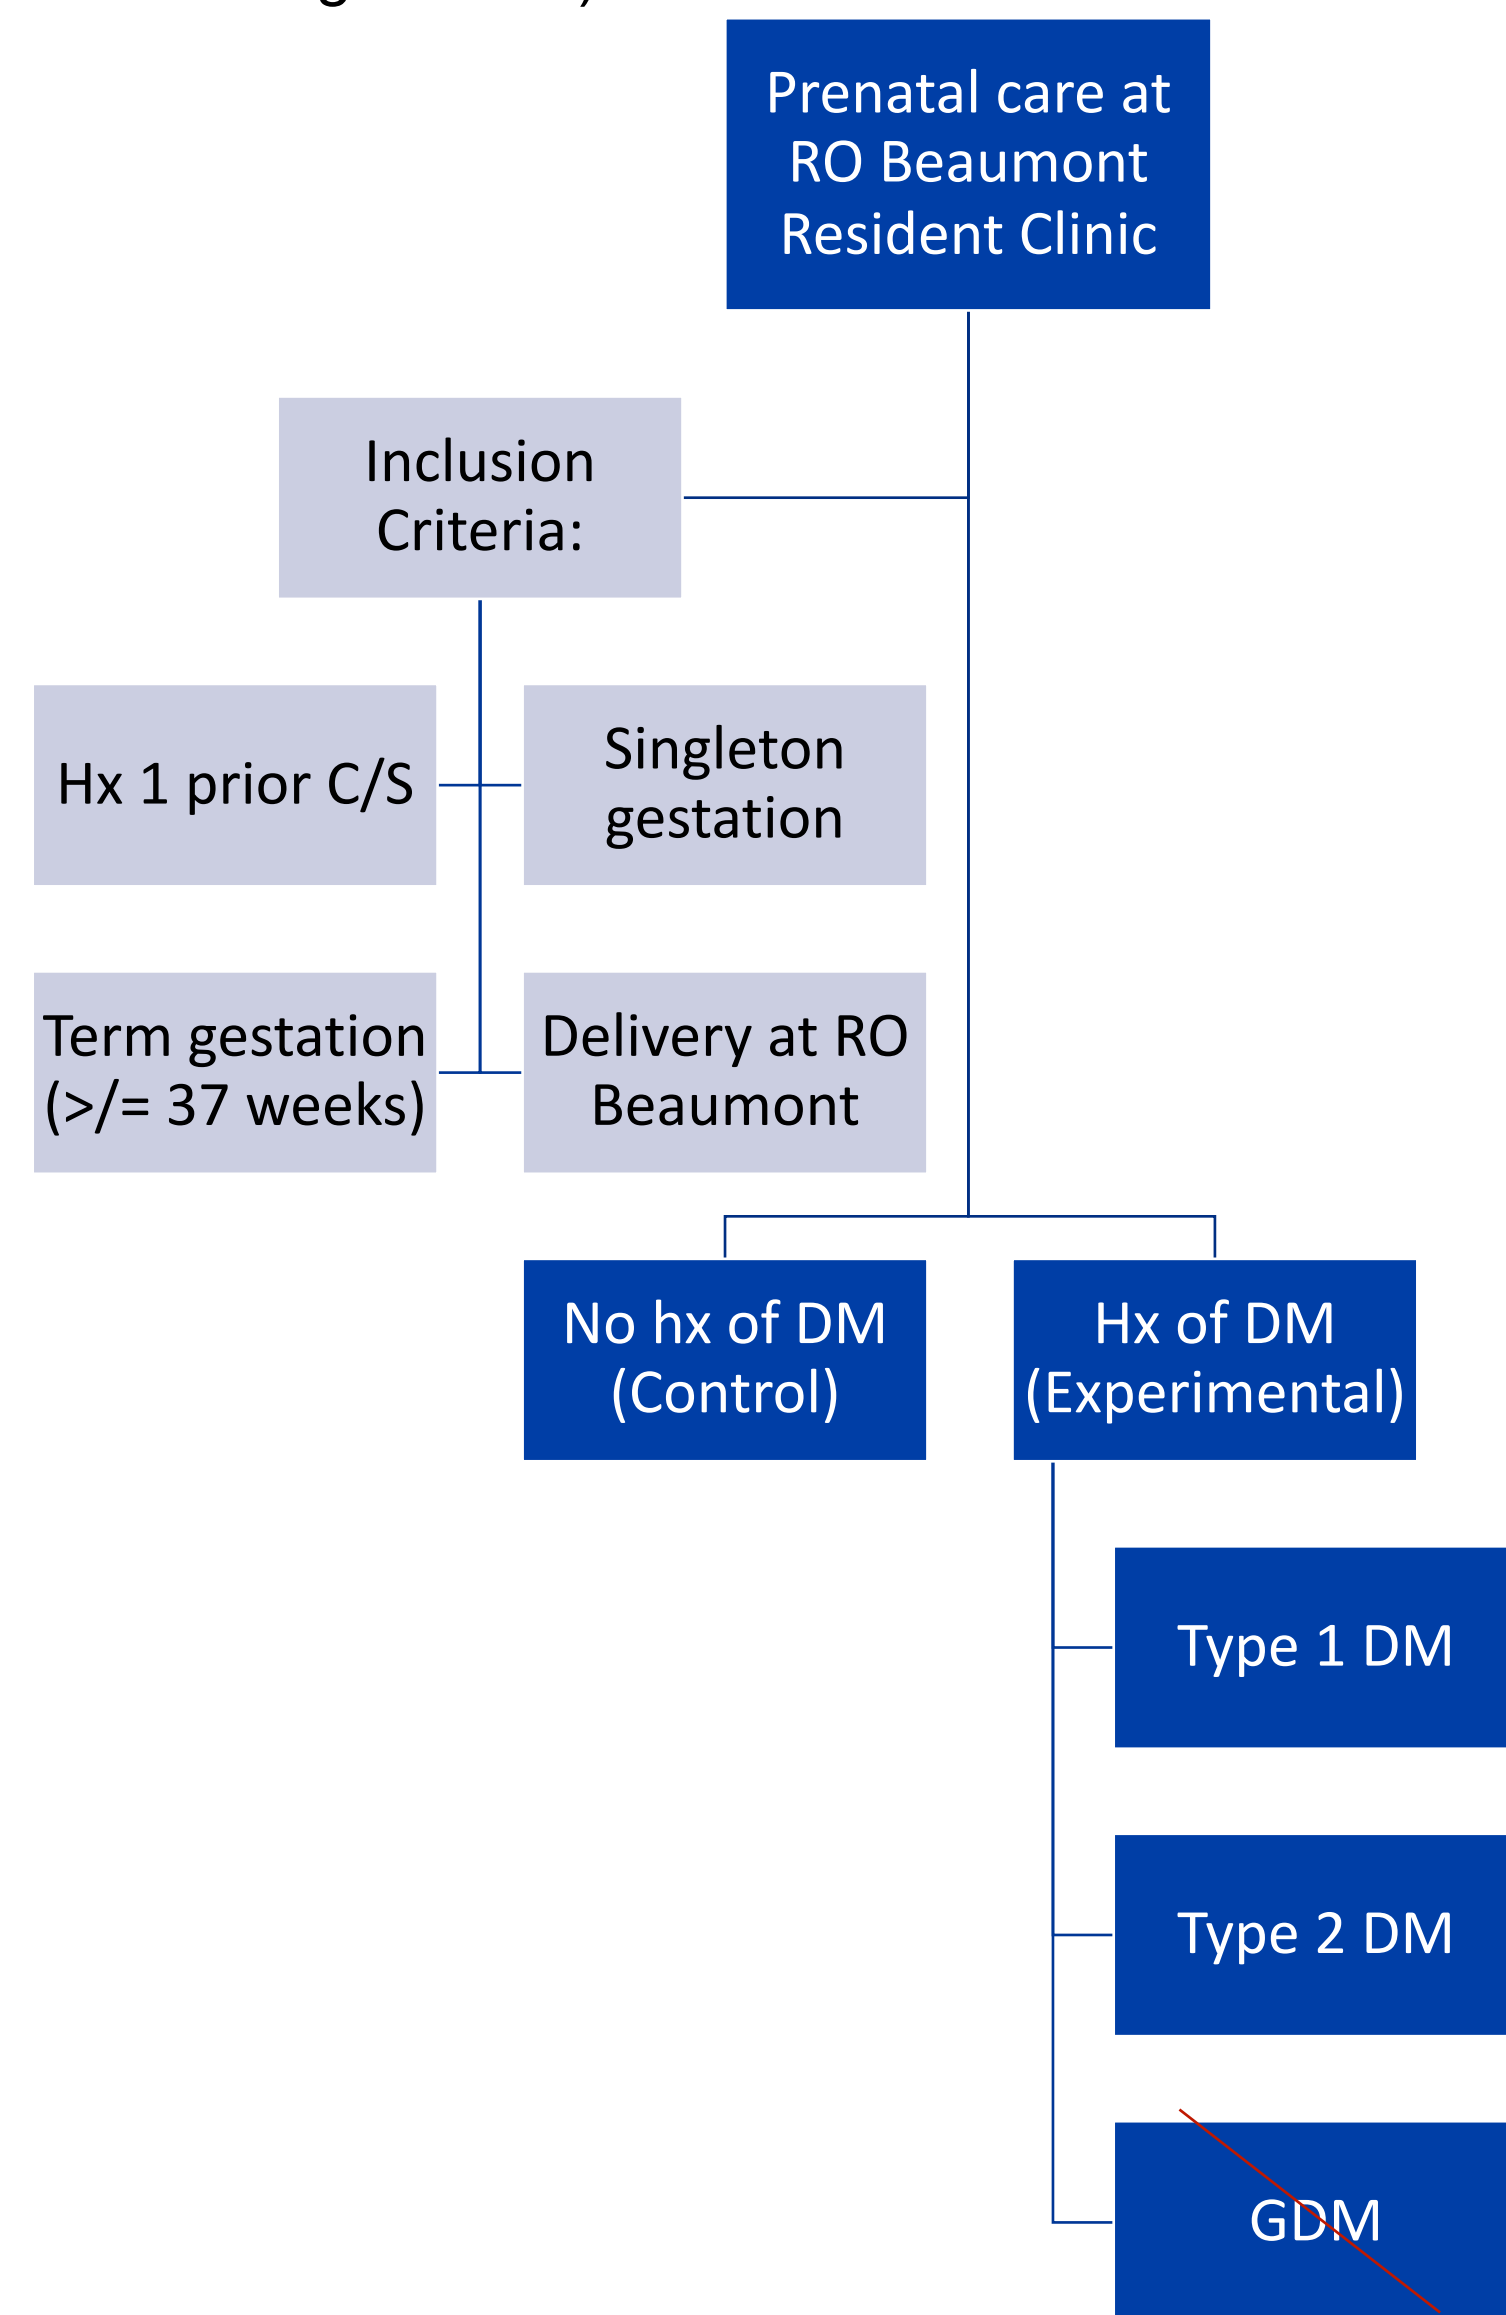 Prenatal care at
RO Beaumont
Resident Clinic
Inclusion
Criteria:
Hx 1 prior C/S
Singleton
gestation
Term gestation
(>/= 37 weeks)
Delivery at RO
Beaumont
No hx of DM
(Control)
Hx of DM
(Experimental)
Type 1 DM
Type 2 DM
GDM